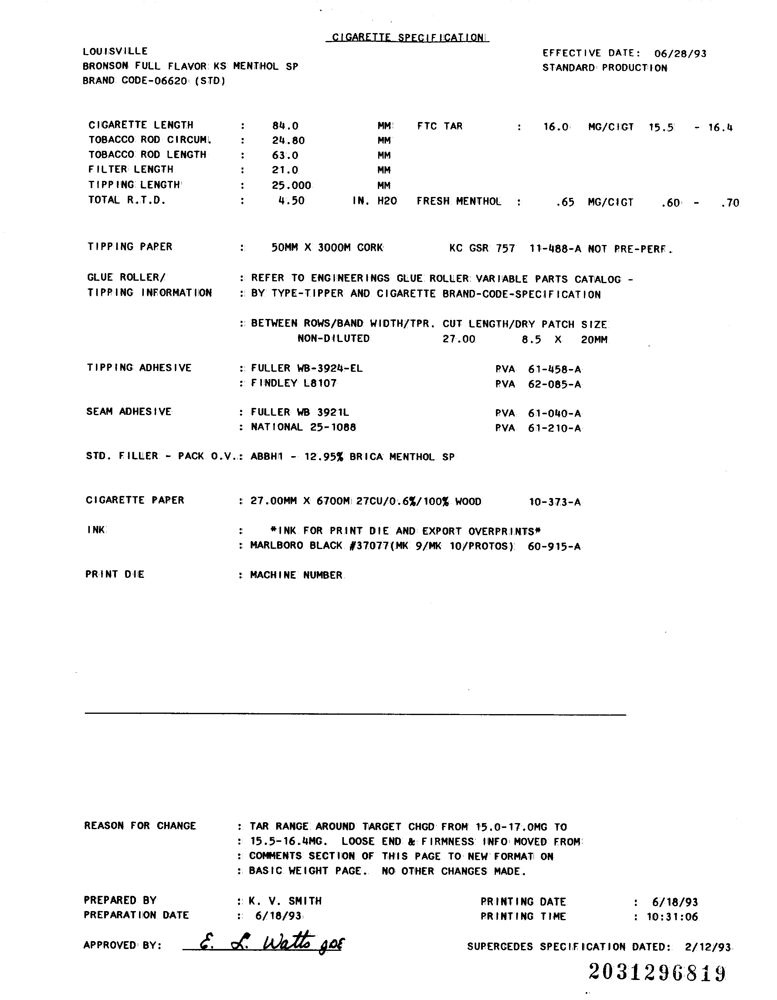 CIGARETTE SPECIFICATION
LOUISVILLE EFFECTIVE DATE: 06/28/93
BRONSON FULL FLAVOR KS MENTHOL SP STANDARD PRODUCTION
BRAND CODE-06620 (STD)
CIGARETTE LENGTH : 84.0 MM FTC TAR : 16.0 MG/CIGT 15.5 - 16.4
TOBACCO ROD CIRCUM. : 24.80 MM
TOBACCO ROD LENGTH : 63.0 MM
FILTER LENGTH : 21.0 MM
TIPPING LENGTH : 25.000 MM
TOTAL R.T.D. : 4.50 IN. H2O FRESH MENTHOL : .65 MG/CIGT .60 - .70
TIPPING PAPER : 50MM X 3000M CORK KC GSR 757 11-488-A NOT PRE-PERF.
GLUE ROLLER/ : REFER TO ENGINEERINGS GLUE ROLLER VARIABLE PARTS CATALOG -
TIPPING INFORMATION : BY TYPE-TIPPER AND CIGARETTE BRAND-CODE-SPECIFICATION
: BETWEEN ROWS/BAND WIDTH/TPR. CUT LENGTH/DRY PATCH SIZE
NON-DILUTED 27.00 8.5 X 20MM
TIPPING ADHESIVE : FULLER WB-3924-EL PVA 61-458-A
: FINDLEY L8107 PVA 62-085-A
SEAM ADHESIVE : FULLER WB 3921L PVA 61-040-A
: NATIONAL 25-1088 PVA 61-210-A
STD. FILLER - PACK O.V.: ABBH1 - 12.95% BRICA MENTHOL SP
CIGARETTE PAPER : 27.00MM X 6700M 27CU/0.6%/100% WOOD 10-373-A
INK : *INK FOR PRINT DIE AND EXPORT OVERPRINTS*
: MARLBORO BLACK #37077(MK 9/MK 10/PROTOS) 60-915-A
PRINT DIE : MACHINE NUMBER
REASON FOR CHANGE : TAR RANGE AROUND TARGET CHGD FROM 15.0-17.0MG TO
: 15.5-16.4MG. LOOSE END & FIRMNESS INFO MOVED FROM
: COMMENTS SECTION OF THIS PAGE TO NEW FORMAT ON
: BASIC WEIGHT PAGE. NO OTHER CHANGES MADE.
PREPARED BY : K. V. SMITH PRINTING DATE : 6/18/93
PREPARATION DATE : 6/18/93 PRINTING TIME : 10:31:06
APPROVED BY: E. L. Watts SUPERCEDES SPECIFICATION DATED: 2/12/93
2031296819